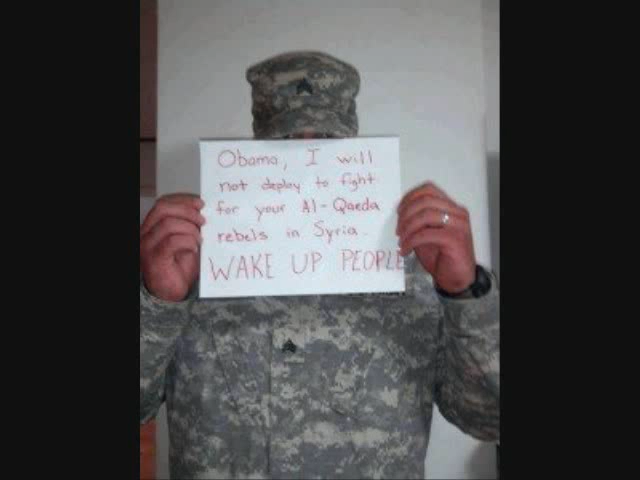 Obama, I will
not deploy to fight
for your Al-Qaeda
rebels in Syria.
WAKE UP PEOPLE